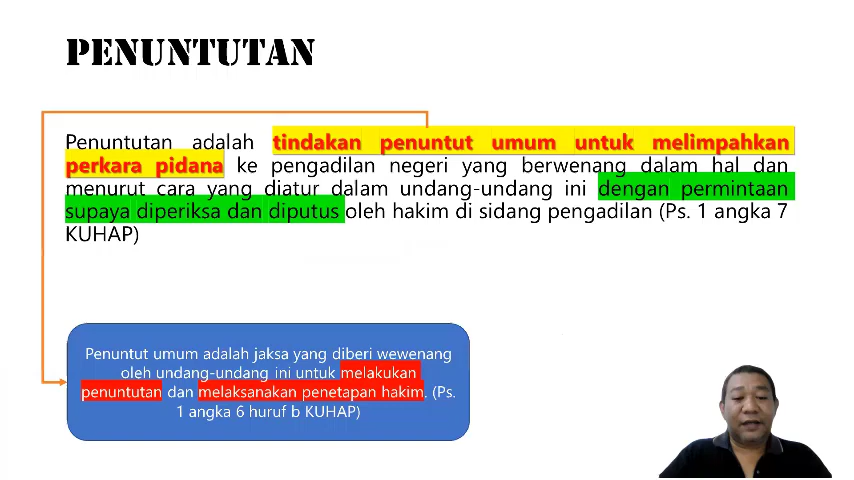 PENUNTUTAN
Penuntutan adalah tindakan penuntut umum untuk melimpahkan
perkara pidana ke pengadilan negeri yang berwenang dalam hal dan
menurut cara yang diatur dalam undang-undang ini dengan permintaan
supaya diperiksa dan diputus oleh hakim di sidang pengadilan (Ps. 1 angka 7
KUHAP)
Penuntut umum adalah jaksa yang diberi wewenang
oleh undang-undang ini untuk melakukan
penuntutan dan melaksanakan penetapan hakim. (Ps.
1 angka 6 huruf b KUHAP)